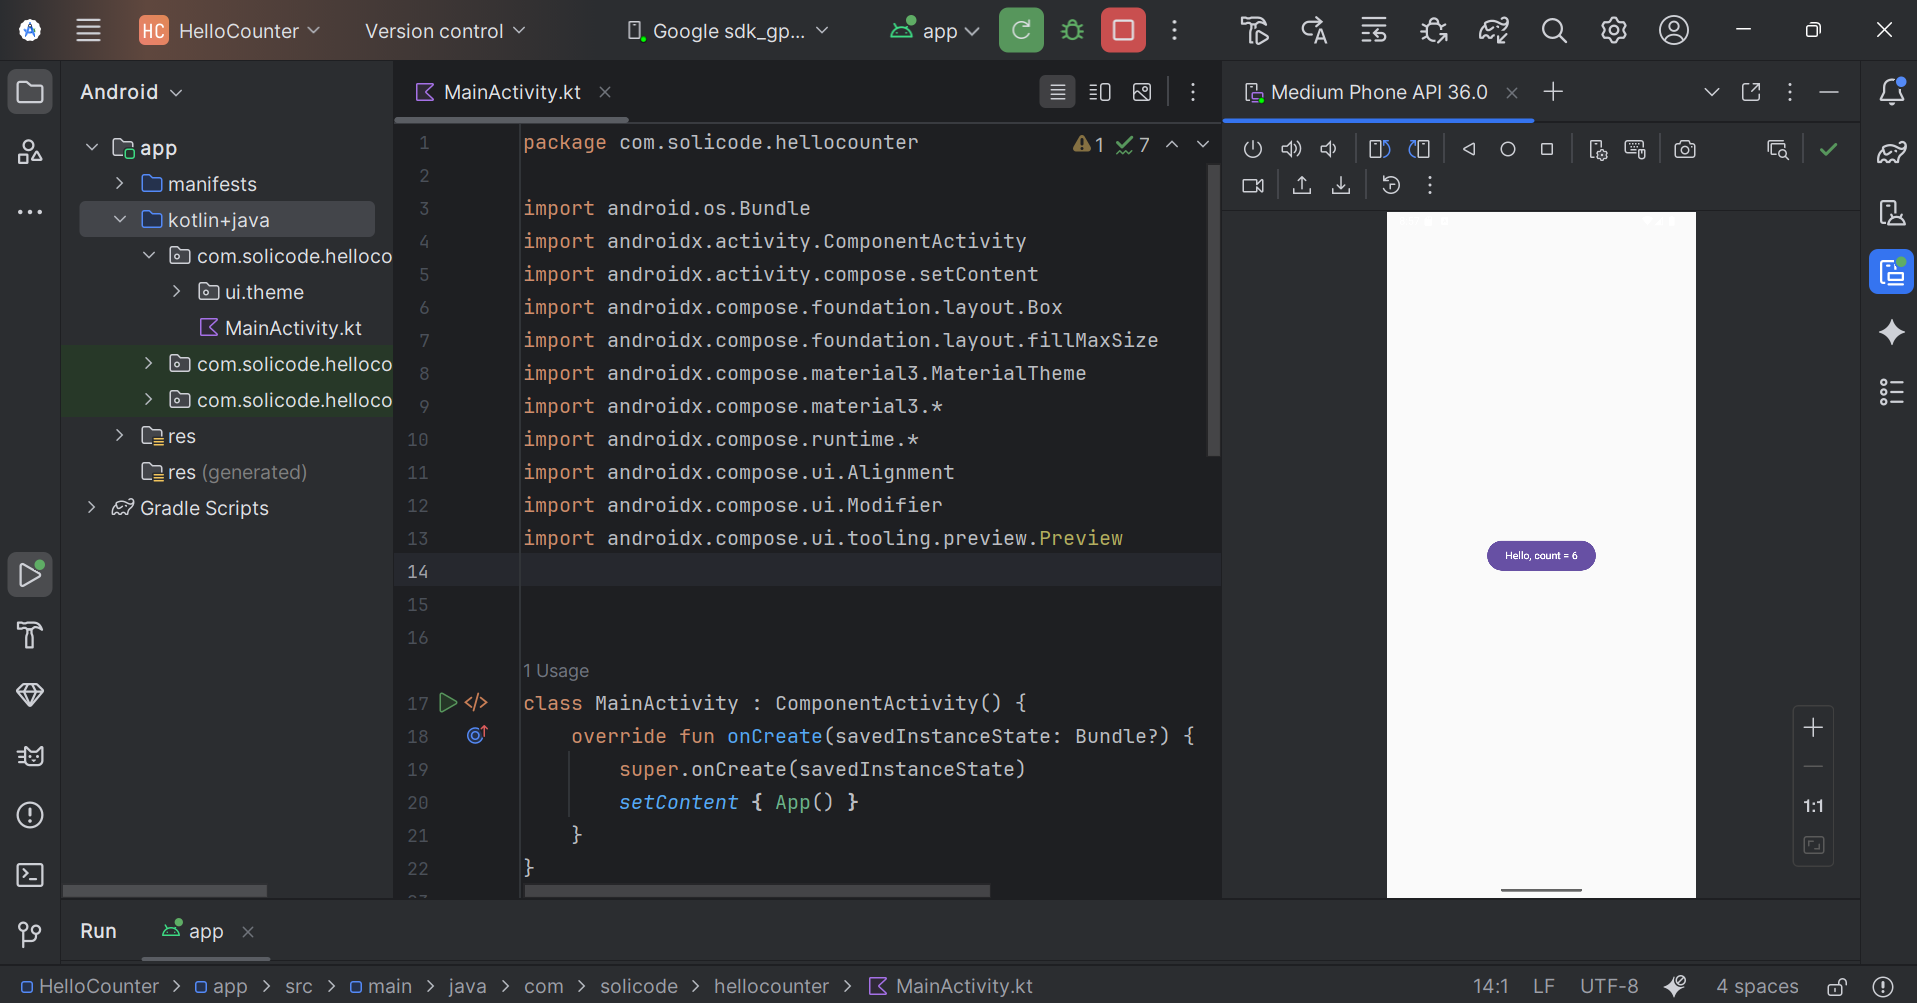 HC HelloCounter Version control Google sdk_gp... app
Android
app
manifests
kotlin+java
com.solicode.helloco
ui.theme
MainActivity.kt
com.solicode.helloco
com.solicode.helloco
res
res (generated)
Gradle Scripts
MainActivity.kt
1 7
1 package com.solicode.hellocounter
2
3 import android.os.Bundle
4 import androidx.activity.ComponentActivity
5 import androidx.activity.compose.setContent
6 import androidx.compose.foundation.layout.Box
7 import androidx.compose.foundation.layout.fillMaxSize
8 import androidx.compose.material3.MaterialTheme
9 import androidx.compose.material3.*
10 import androidx.compose.runtime.*
11 import androidx.compose.ui.Alignment
12 import androidx.compose.ui.Modifier
13 import androidx.compose.ui.tooling.preview.Preview
14
15
16
1 Usage
17 class MainActivity : ComponentActivity() {
18 override fun onCreate(savedInstanceState: Bundle?) {
19 super.onCreate(savedInstanceState)
20 setContent { App() }
21 }
22 }
Medium Phone API 36.0
Hello, count = 6
1:1
Run app
HelloCounter > app > src > main > java > com > solicode > hellocounter > MainActivity.kt 14:1 LF UTF-8 4 spaces